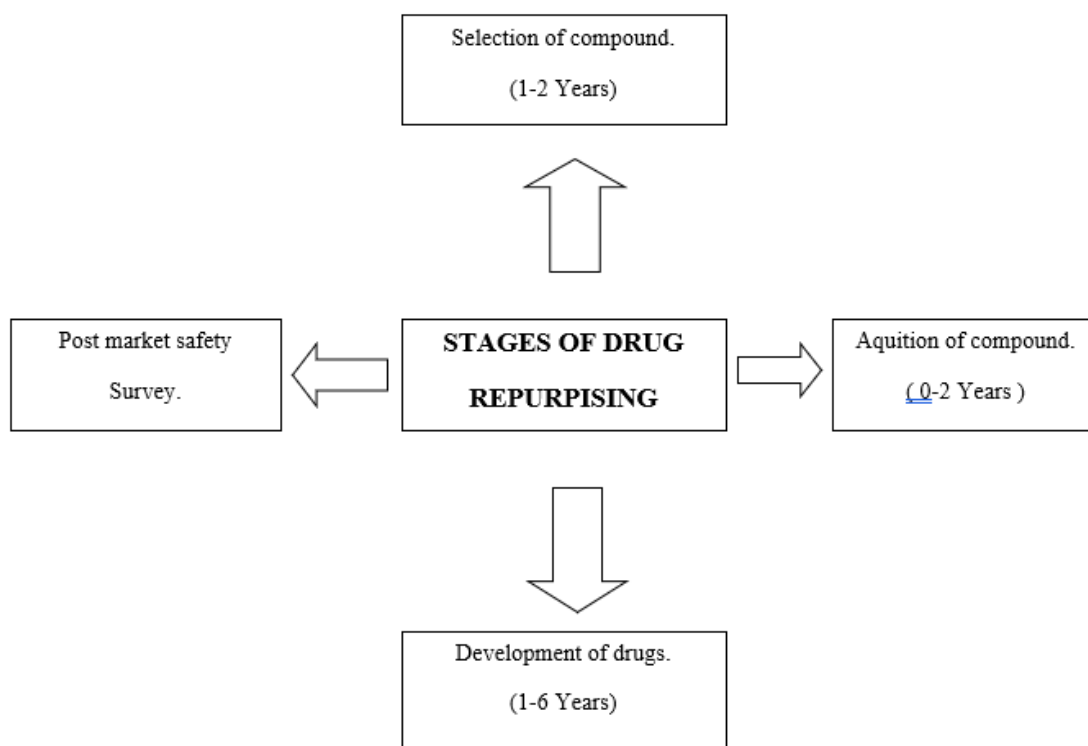 Selection of compound.
(1-2 Years)
Post market safety
Survey.
STAGES OF DRUG
REPURPISING
Aquition of compound.
( 0-2 Years )
Development of drugs.
(1-6 Years)